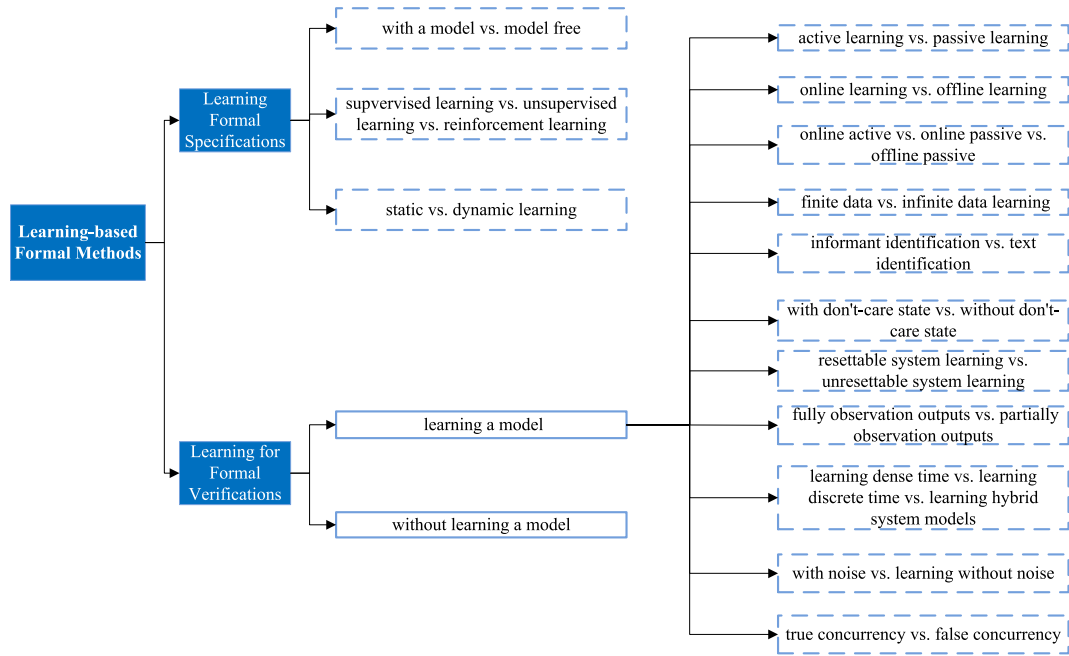 Learning-based
Formal Methods
Learning
Formal
Specifications
with a model vs. model free
supvervised learning vs. unsupervised
learning vs. reinforcement learning
static vs. dynamic learning
Learning for
Formal
Verifications
learning a model
without learning a model
active learning vs. passive learning
online learning vs. offline learning
online active vs. online passive vs.
offline passive
finite data vs. infinite data learning
informant identification vs. text
identification
with don't-care state vs. without don't-
care state
resettable system learning vs.
unresettable system learning
fully observation outputs vs. partially
observation outputs
learning dense time vs. learning
discrete time vs. learning hybrid
system models
with noise vs. learning without noise
true concurrency vs. false concurrency